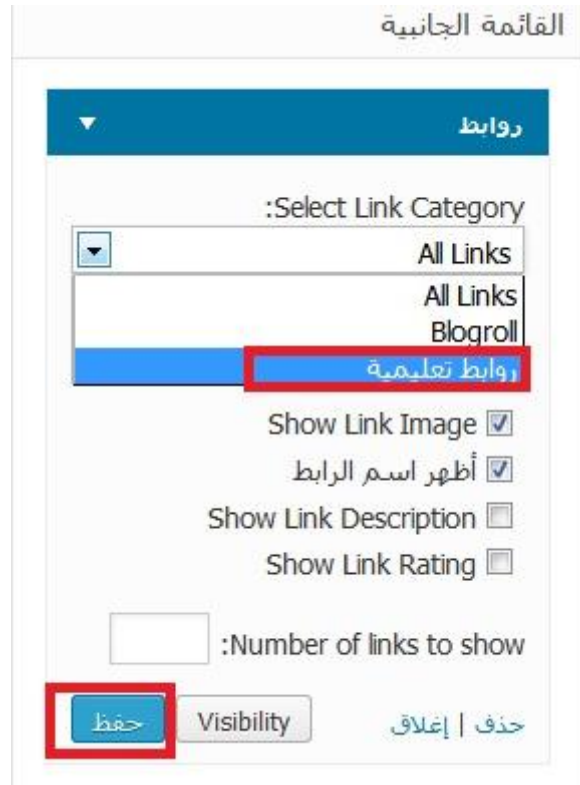 القائمة الجانبية
روابط
Select Link Category:
All Links
All Links
Blogroll
روابط تعليمية
Show Link Image
أظهر اسم الرابط
Show Link Description
Show Link Rating
Number of links to show:
حذف | إغلاق Visibility حفظ